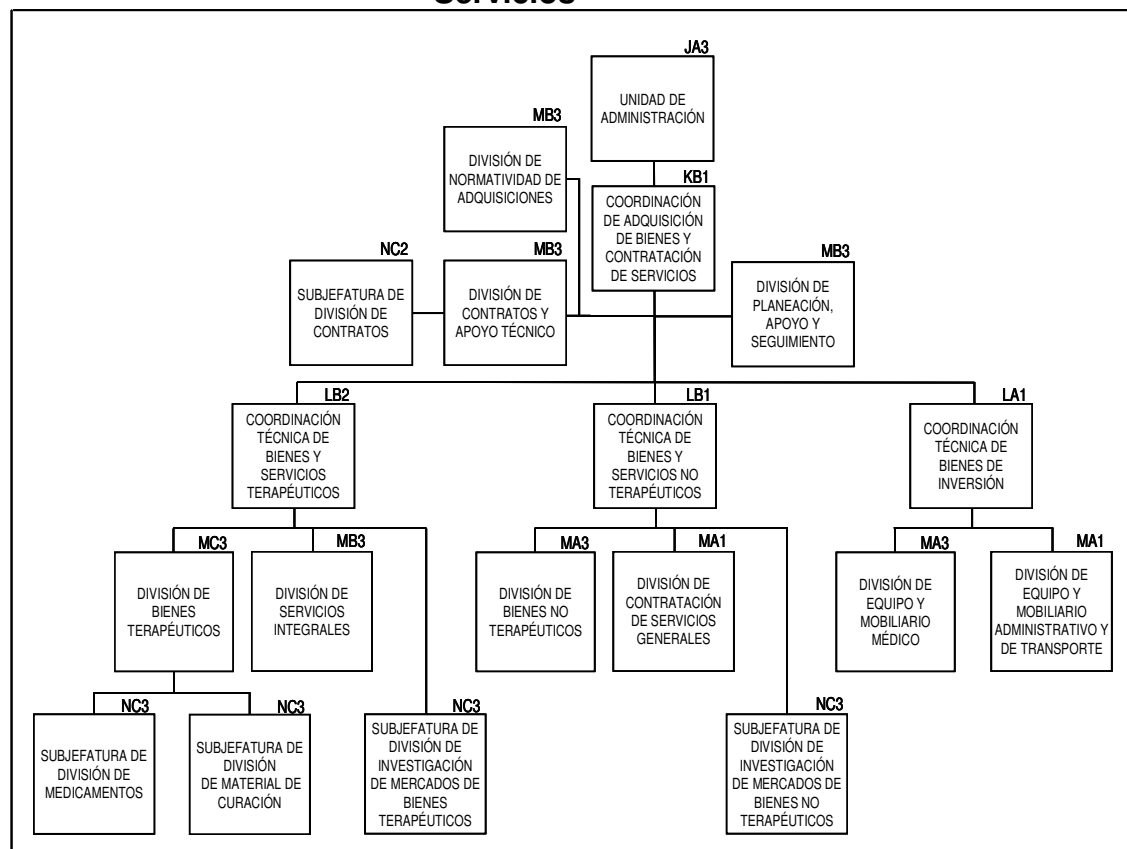 Servicios
JA3
UNIDAD DE
ADMINISTRACIÓN
MB3
DIVISIÓN DE
NORMATIVIDAD DE
ADQUISICIONES
KB1
COORDINACIÓN
DE ADQUISICIÓN
DE BIENES Y
CONTRATACIÓN
DE SERVICIOS
NC2
SUBJEFATURA DE
DIVISIÓN DE
CONTRATOS
MB3
DIVISIÓN DE
CONTRATOS Y
APOYO TÉCNICO
MB3
DIVISIÓN DE
PLANEACIÓN,
APOYO Y
SEGUIMIENTO
LB2
COORDINACIÓN
TÉCNICA DE
BIENES Y
SERVICIOS
TERAPÉUTICOS
LB1
COORDINACIÓN
TÉCNICA DE
BIENES Y
SERVICIOS NO
TERAPÉUTICOS
LA1
COORDINACIÓN
TÉCNICA DE
BIENES DE
INVERSIÓN
MC3
DIVISIÓN DE
BIENES
TERAPÉUTICOS
MB3
DIVISIÓN DE
SERVICIOS
INTEGRALES
MA3
DIVISIÓN DE
BIENES NO
TERAPÉUTICOS
MA1
DIVISIÓN DE
CONTRATACIÓN
DE SERVICIOS
GENERALES
MA3
DIVISIÓN DE
EQUIPO Y
MOBILIARIO
MÉDICO
MA1
DIVISIÓN DE
EQUIPO Y
MOBILIARIO
ADMINISTRATIVO Y
DE TRANSPORTE
NC3
SUBJEFATURA DE
DIVISIÓN DE
MEDICAMENTOS
NC3
SUBJEFATURA DE
DIVISIÓN
DE MATERIAL DE
CURACIÓN
NC3
SUBJEFATURA DE
DIVISIÓN DE
INVESTIGACIÓN
DE MERCADOS DE
BIENES
TERAPÉUTICOS
NC3
SUBJEFATURA DE
DIVISIÓN DE
INVESTIGACIÓN
DE MERCADOS DE
BIENES NO
TERAPÉUTICOS